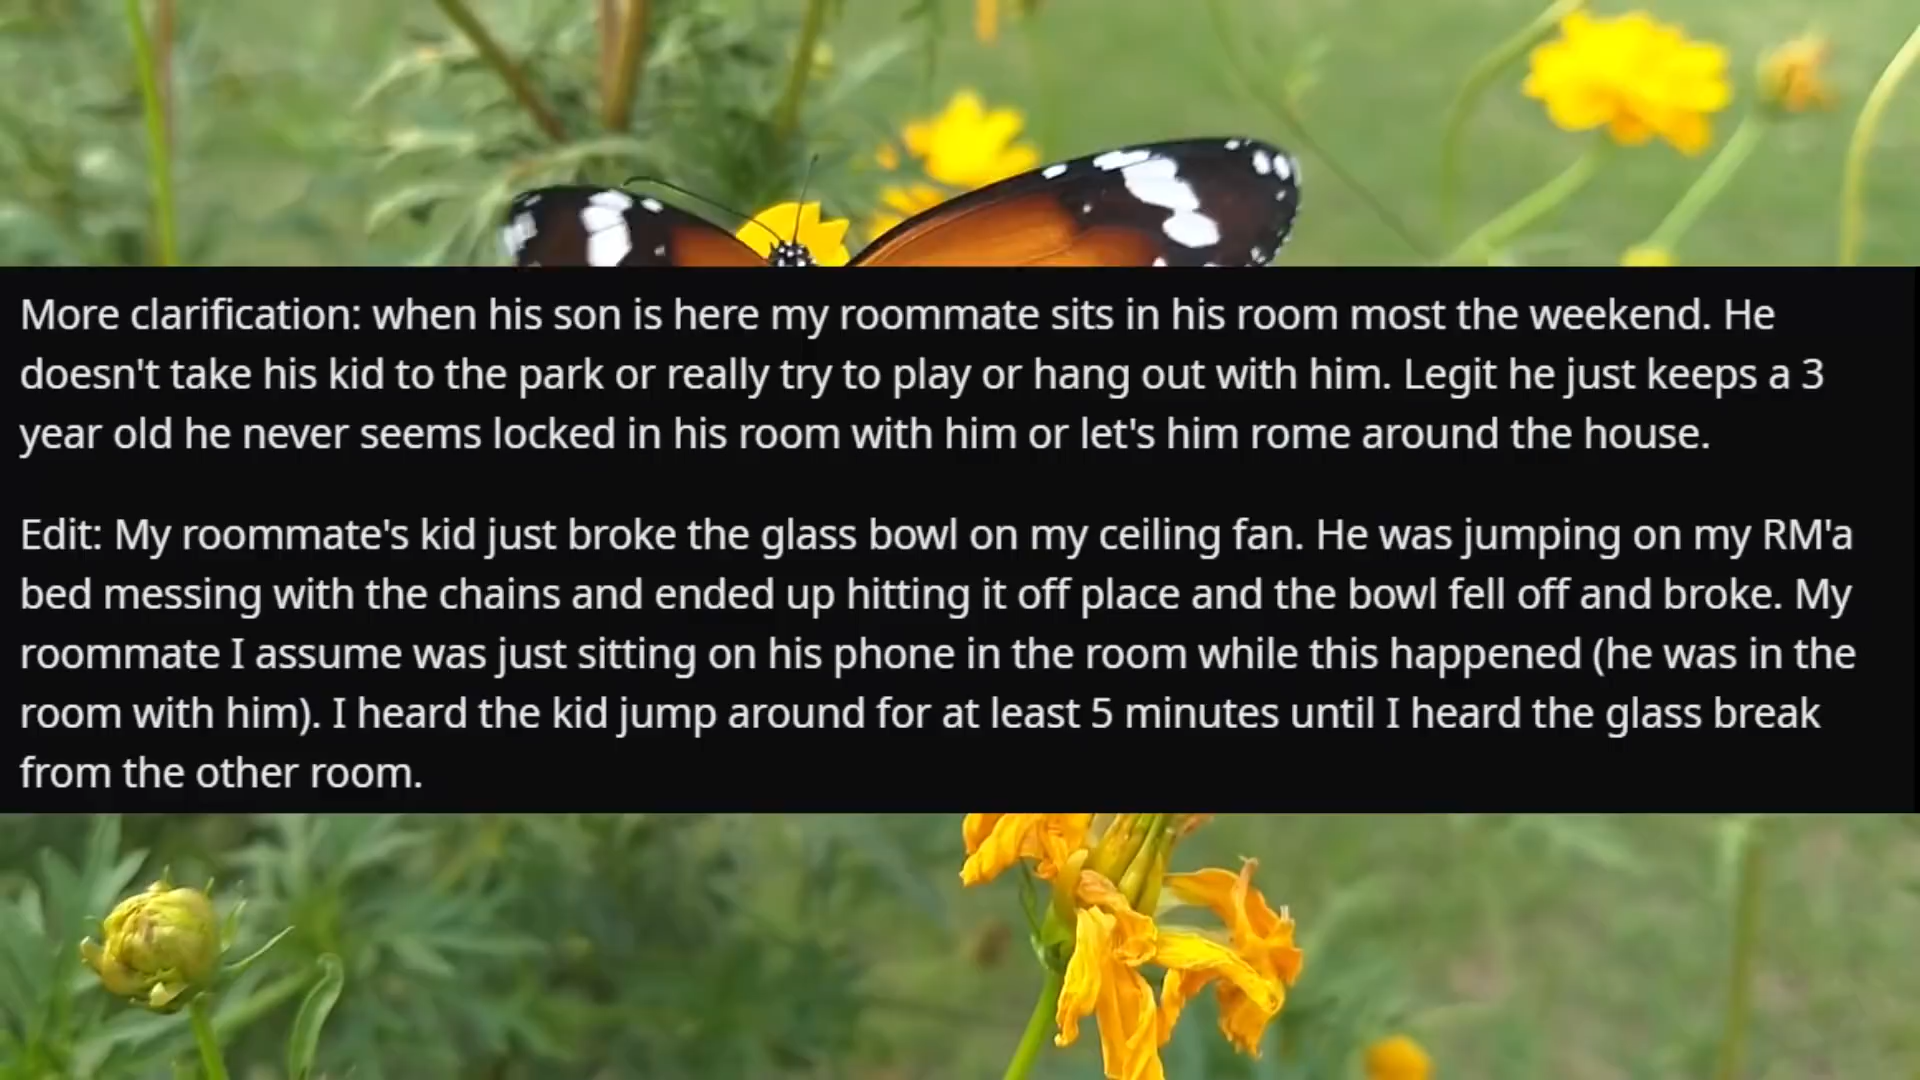 More clarification: when his son is here my roommate sits in his room most the weekend. He
doesn't take his kid to the park or really try to play or hang out with him. Legit he just keeps a 3
year old he never seems locked in his room with him or let's him rome around the house.
Edit: My roommate's kid just broke the glass bowl on my ceiling fan. He was jumping on my RM'a
bed messing with the chains and ended up hitting it off place and the bowl fell off and broke. My
roommate I assume was just sitting on his phone in the room while this happened (he was in the
room with him). I heard the kid jump around for at least 5 minutes until I heard the glass break
from the other room.